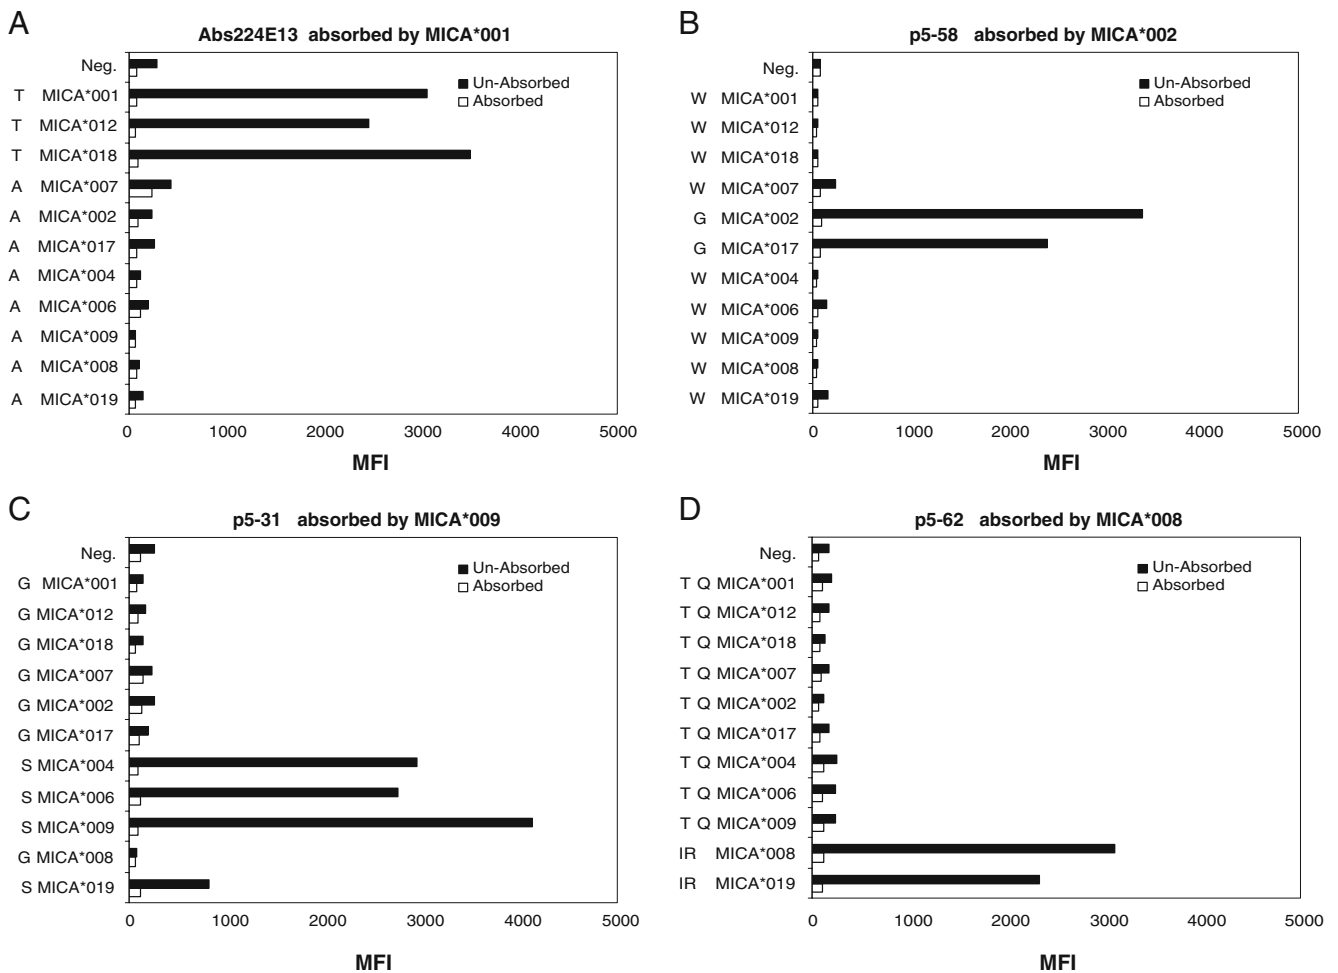 A
Abs224E13 absorbed by MICA*001
Neg.
T MICA*001
T MICA*012
T MICA*018
A MICA*007
A MICA*002
A MICA*017
A MICA*004
A MICA*006
A MICA*009
A MICA*008
A MICA*019
Un-Absorbed
Absorbed
0 1000 2000 3000 4000 5000
MFI
B
p5-58 absorbed by MICA*002
Neg.
W MICA*001
W MICA*012
W MICA*018
W MICA*007
G MICA*002
G MICA*017
W MICA*004
W MICA*006
W MICA*009
W MICA*008
W MICA*019
Un-Absorbed
Absorbed
0 1000 2000 3000 4000 5000
MFI
C
p5-31 absorbed by MICA*009
Neg.
G MICA*001
G MICA*012
G MICA*018
G MICA*007
G MICA*002
G MICA*017
S MICA*004
S MICA*006
S MICA*009
G MICA*008
S MICA*019
Un-Absorbed
Absorbed
0 1000 2000 3000 4000 5000
MFI
D
p5-62 absorbed by MICA*008
Neg.
T Q MICA*001
T Q MICA*012
T Q MICA*018
T Q MICA*007
T Q MICA*002
T Q MICA*017
T Q MICA*004
T Q MICA*006
T Q MICA*009
IR MICA*008
IR MICA*019
Un-Absorbed
Absorbed
0 1000 2000 3000 4000 5000
MFI